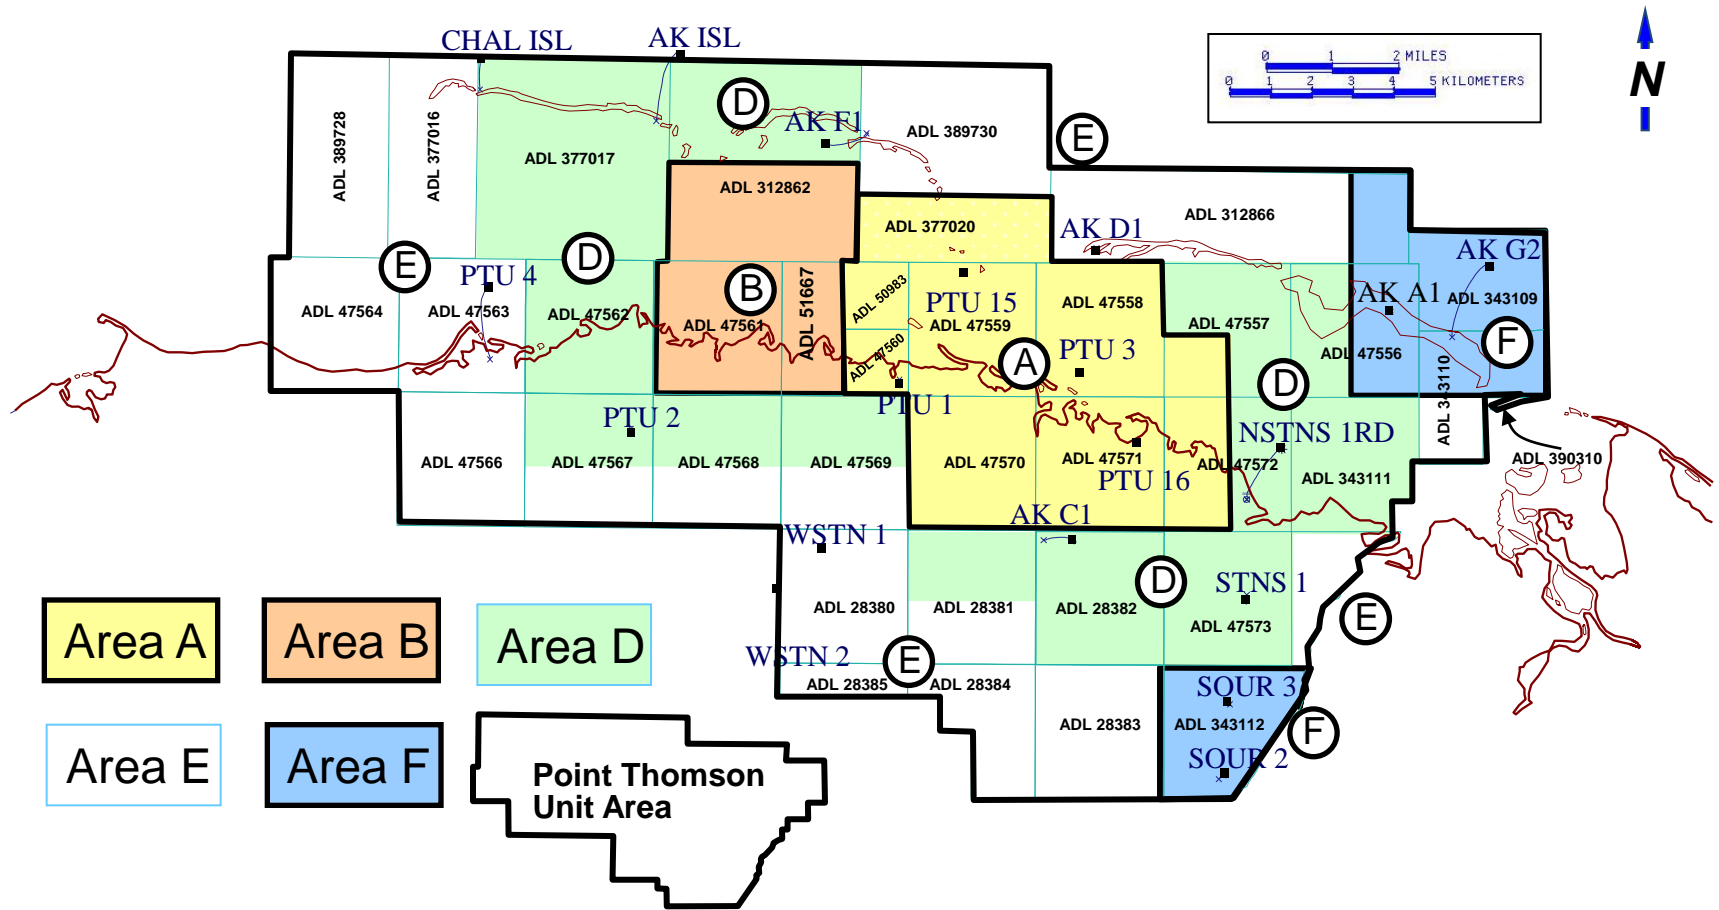 CHAL ISL
AK ISL
0 1 2 MILES
0 1 2 3 4 5 KILOMETERS
N
D
AK F1
ADL 389730
E
ADL 389728
ADL 377016
ADL 377017
ADL 312862
ADL 377020
ADL 312866
AK D1
AK G2
E
PTU 4
D
B
ADL 51667
ADL 50983
PTU 15
ADL 47558
AK A1
ADL 343109
ADL 47564
ADL 47563
ADL 47562
ADL 47561
ADL 47559
ADL 47557
ADL 47560
A
PTU 3
ADL 47556
F
D
PTU 1
ADL 343110
PTU 2
NSTNS 1RD
ADL 47566
ADL 47567
ADL 47568
ADL 47569
ADL 47570
ADL 47571
ADL 47572
ADL 390310
PTU 16
ADL 343111
AK C1
WSTN 1
D
STNS 1
ADL 28380
ADL 28381
ADL 28382
ADL 47573
E
WSTN 2
E
ADL 28385
ADL 28384
SOUR 3
ADL 28383
ADL 343112
F
SOUR 2
Area A
Area B
Area D
Area E
Area F
Point Thomson
Unit Area